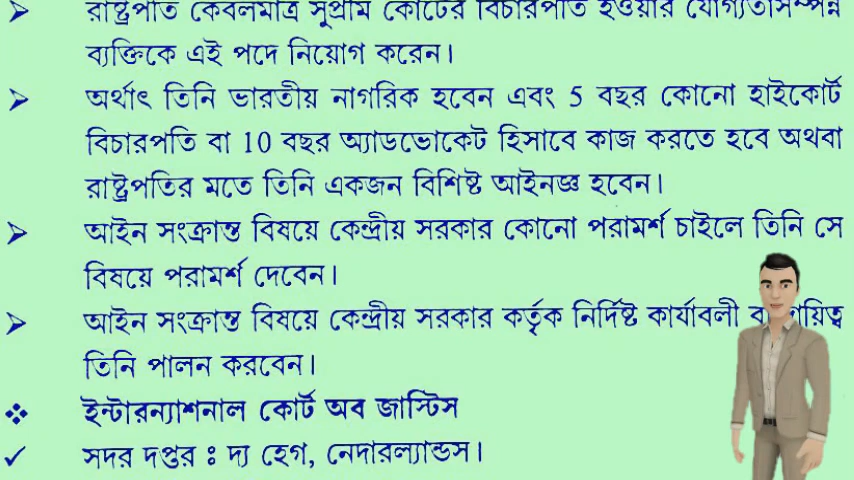 ➢ রাষ্ট্রপতি কেবলমাত্র সুপ্রীম কোর্টের বিচারপতি হওয়ার যোগ্যতাসম্পন্ন
ব্যক্তিকে এই পদে নিয়োগ করেন।
➢ অর্থাৎ তিনি ভারতীয় নাগরিক হবেন এবং 5 বছর কোনো হাইকোর্ট
বিচারপতি বা 10 বছর অ্যাডভোকেট হিসাবে কাজ করতে হবে অথবা
রাষ্ট্রপতির মতে তিনি একজন বিশিষ্ট আইনজ্ঞ হবেন।
➢ আইন সংক্রান্ত বিষয়ে কেন্দ্রীয় সরকার কোনো পরামর্শ চাইলে তিনি সে
বিষয়ে পরামর্শ দেবেন।
➢ আইন সংক্রান্ত বিষয়ে কেন্দ্রীয় সরকার কর্তৃক নির্দিষ্ট কার্যাবলী
তিনি পালন করবেন।
❖ ইন্টারন্যাশনাল কোর্ট অব জাস্টিস
✓ সদর দপ্তর ঃ দ্য হেগ, নেদারল্যান্ডস।